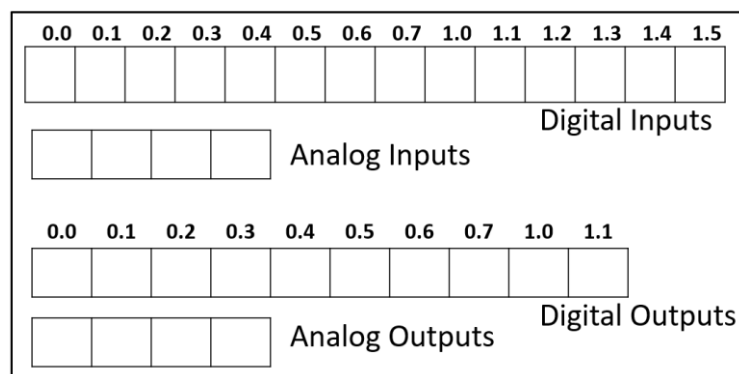 0.0 0.1 0.2 0.3 0.4 0.5 0.6 0.7 1.0 1.1 1.2 1.3 1.4 1.5
Digital Inputs
Analog Inputs
0.0 0.1 0.2 0.3 0.4 0.5 0.6 0.7 1.0 1.1
Digital Outputs
Analog Outputs